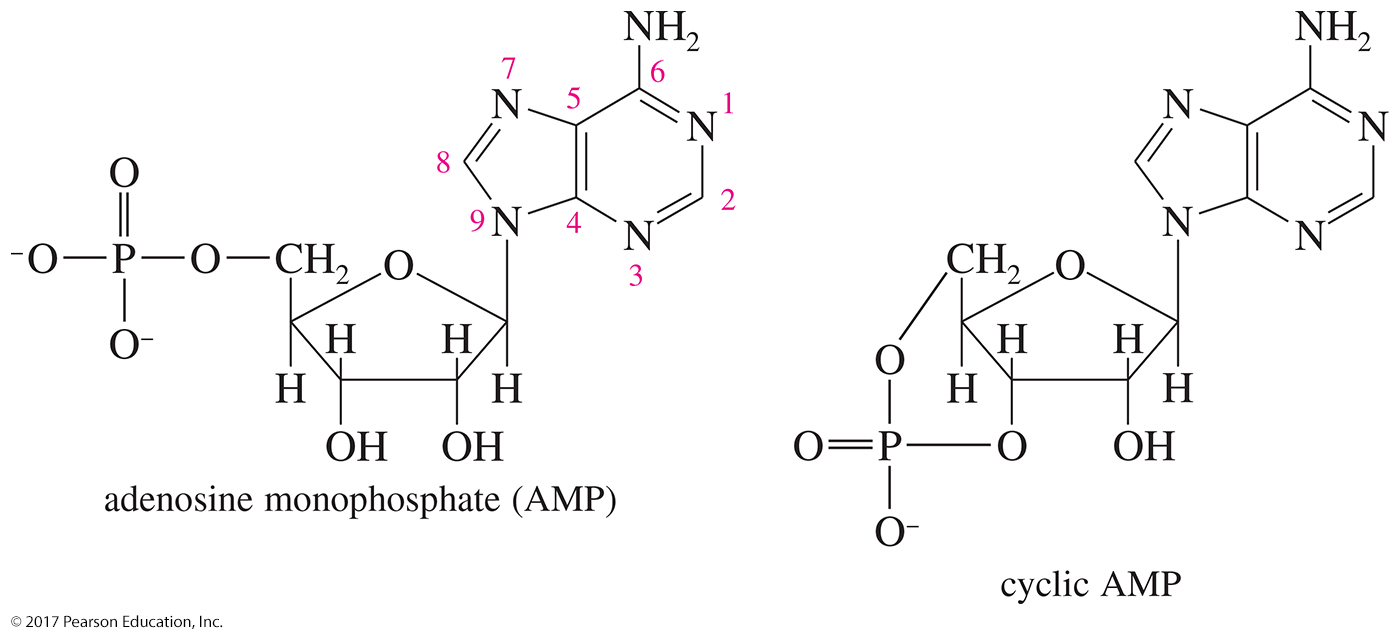 NH₂
6
7
N
5
1
N
O
8
9
N
4
2
N
3
⁻O
P
O
CH₂
O
O⁻
H
H
H
H
OH
OH
adenosine monophosphate (AMP)
NH₂
N
N
N
N
CH₂
O
H
H
O
H
H
O
P
O
OH
O⁻
cyclic AMP
© 2017 Pearson Education, Inc.